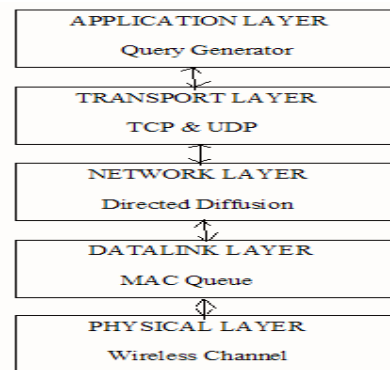 APPLICATION LAYER
Query Generator
TRANSPORT LAYER
TCP & UDP
NETWORK LAYER
Directed Diffusion
DATALINK LAYER
MAC Queue
PHYSICAL LAYER
Wireless Channel